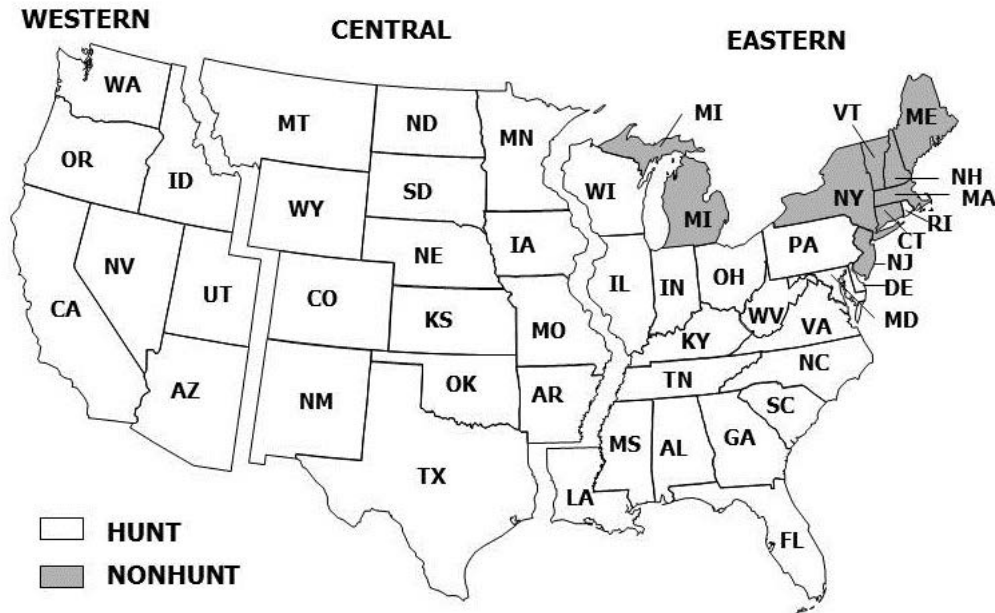 WESTERN
CENTRAL
EASTERN
WA
MT
ND
MN
MI
VT
ME
OR
ID
SD
WI
NH
MA
WY
MI
NY
RI
CT
IA
PA
NJ
NE
NV
UT
CO
IL
IN
OH
DE
CA
KS
MO
WV
VA
MD
KY
AZ
NM
OK
AR
TN
NC
SC
MS
AL
GA
TX
LA
FL
HUNT
NONHUNT